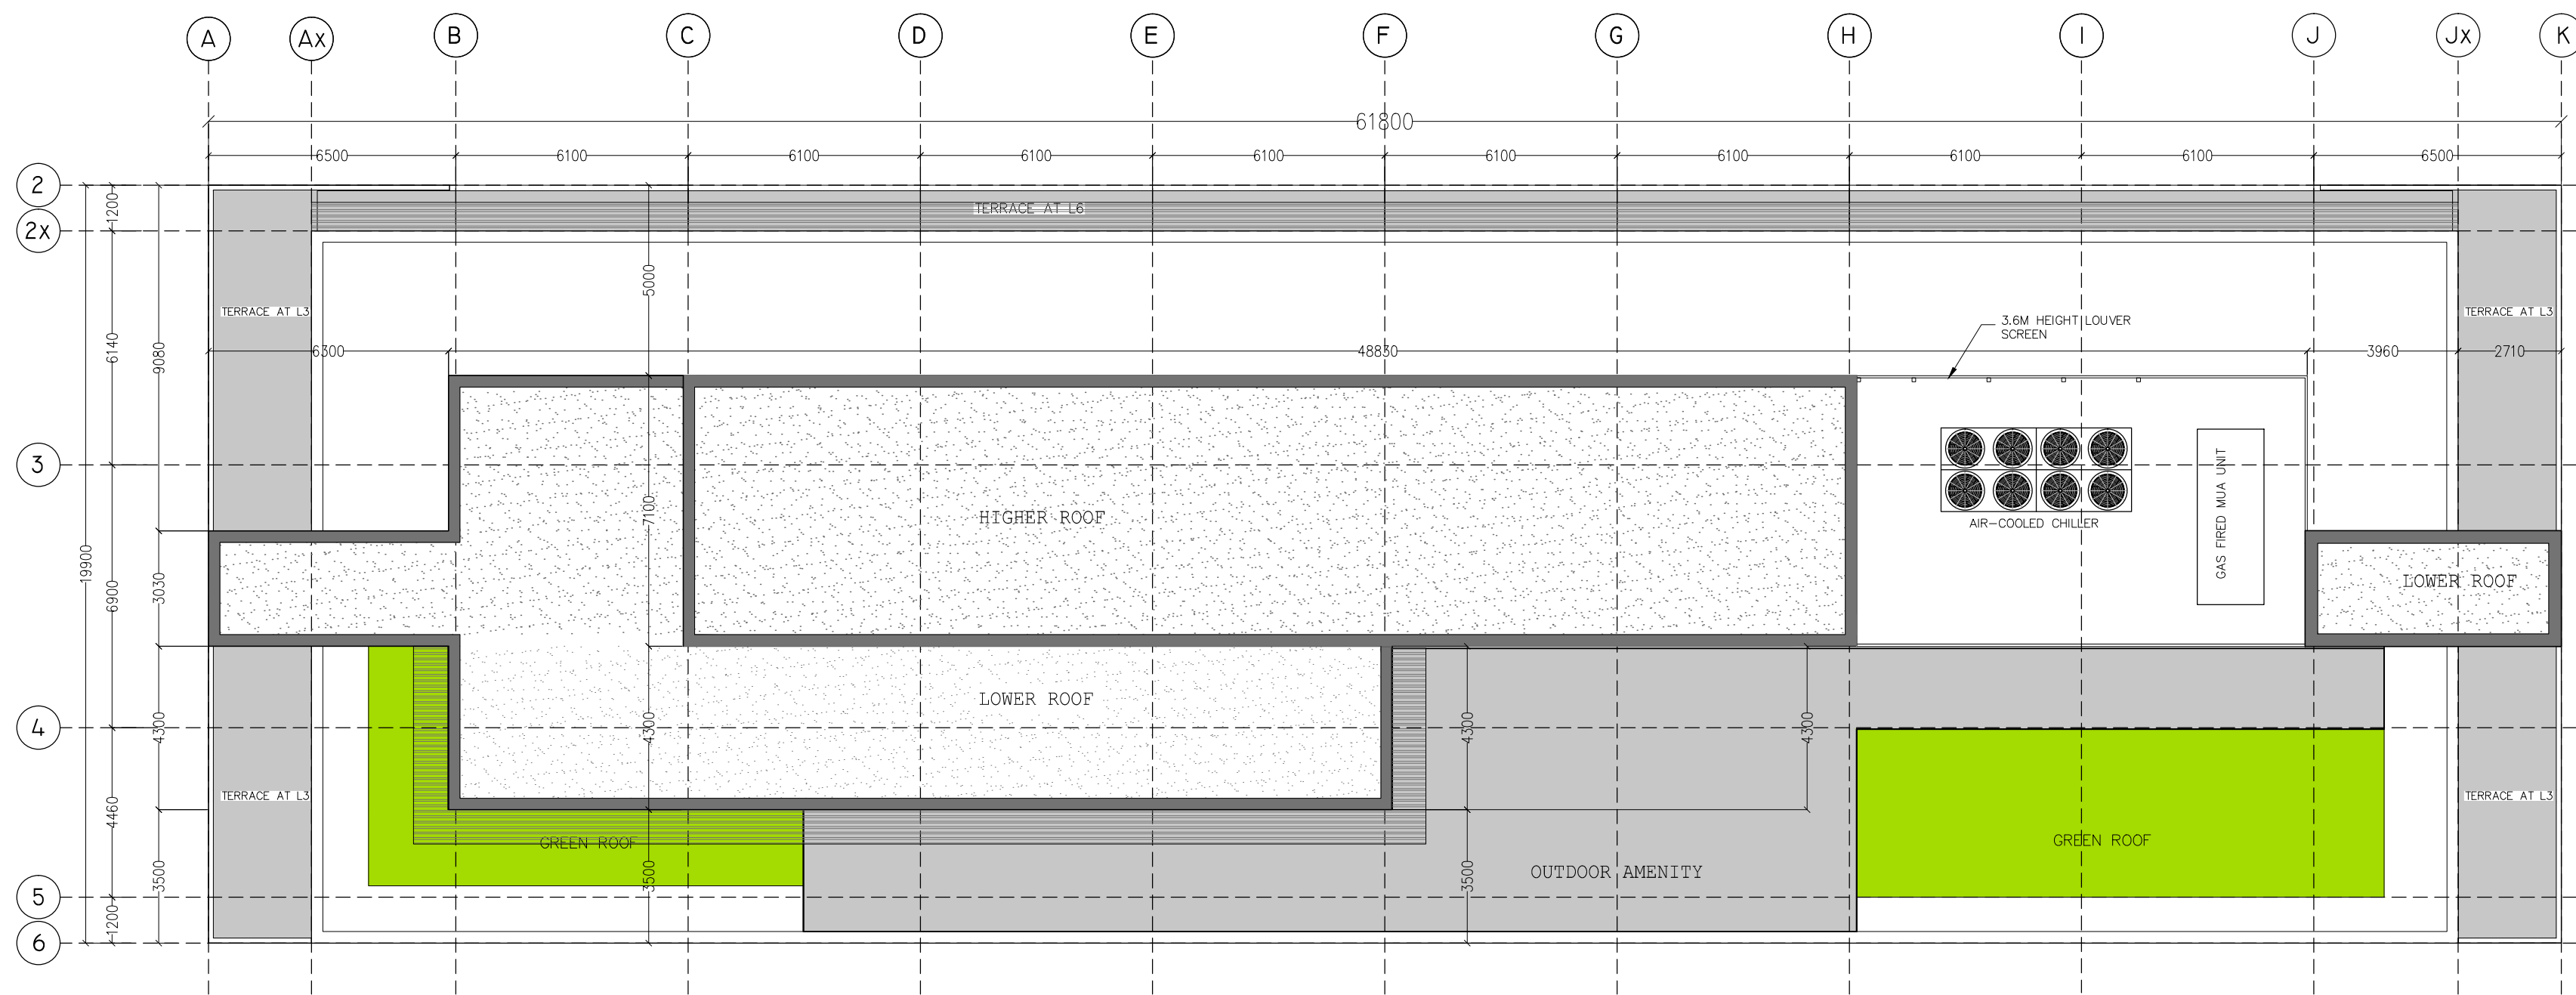 A Ax B C D E F G H I J Jx K
61800
6500 6100 6100 6100 6100 6100 6100 6100 6100 6500
2
1200
TERRACE AT L6
2x
5000
TERRACE AT L3
TERRACE AT L3
3.6M HEIGHT LOUVER
SCREEN
6140
9080
6300 48830 3960 2710
3
GAS FIRED MUA UNIT
7100
HIGHER ROOF
AIR-COOLED CHILLER
19900
6900
3030
LOWER ROOF
LOWER ROOF
4
4300
4300
4300
4300
TERRACE AT L3
TERRACE AT L3
4460
GREEN ROOF
GREEN ROOF
OUTDOOR AMENITY
3500
3500
3500
5
1200
6